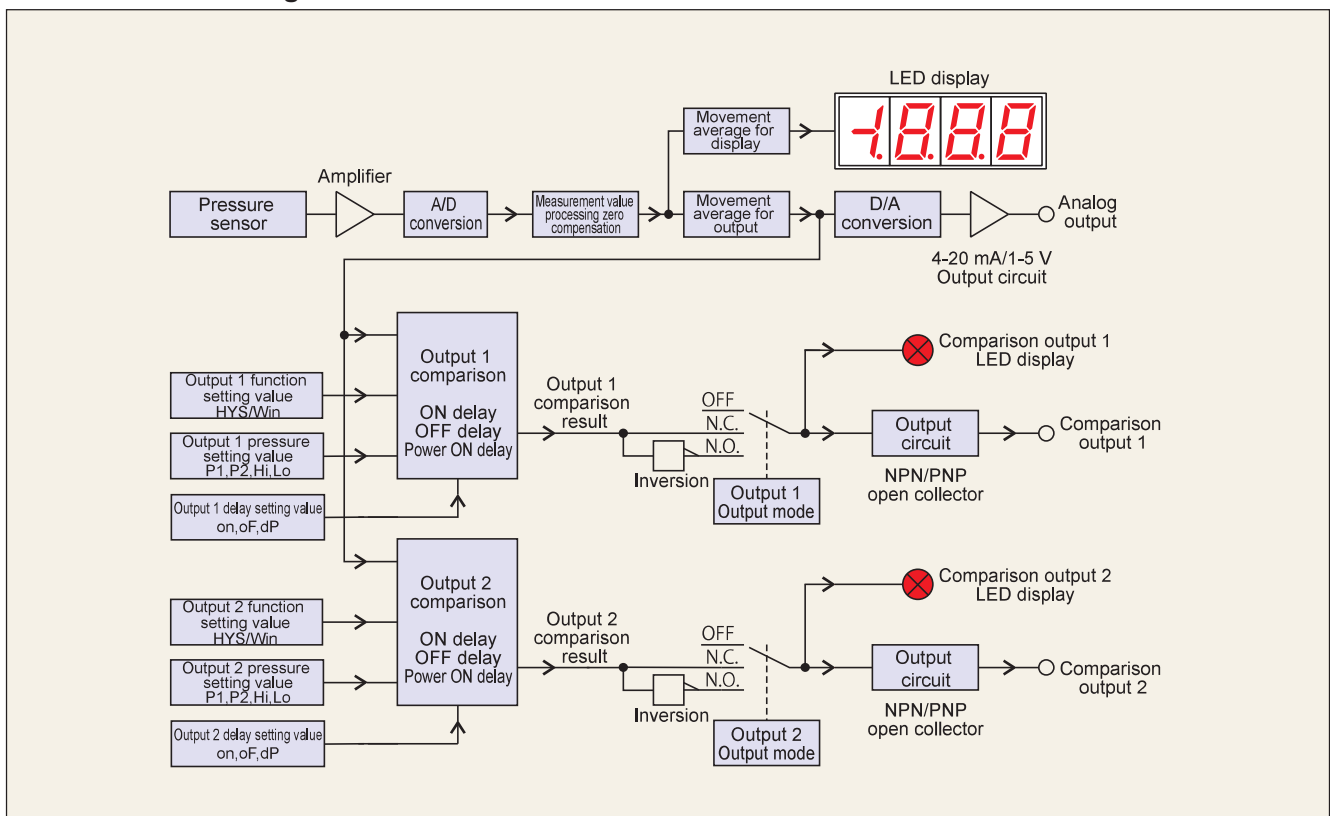 LED display
-1.8.8.8
Movement
average for
display
Amplifier
Pressure
sensor
A/D
conversion
Measurement value
processing zero
compensation
Movement
average for
output
D/A
conversion
Analog
output
4-20 mA/1-5 V
Output circuit
Output 1 function
setting value
HYS/Win
Output 1 pressure
setting value
P1,P2,Hi,Lo
Output 1 delay setting value
on,oF,dP
Output 1
comparison
ON delay
OFF delay
Power ON delay
Output 1
comparison
result
OFF
N.C.
N.O.
Inversion
Output 1
Output mode
Comparison output 1
LED display
Output
circuit
NPN/PNP
open collector
Comparison
output 1
Output 2 function
setting value
HYS/Win
Output 2 pressure
setting value
P1,P2,Hi,Lo
Output 2 delay setting value
on,oF,dP
Output 2
comparison
ON delay
OFF delay
Power ON delay
Output 2
comparison
result
OFF
N.C.
N.O.
Inversion
Output 2
Output mode
Comparison output 2
LED display
Output
circuit
NPN/PNP
open collector
Comparison
output 2